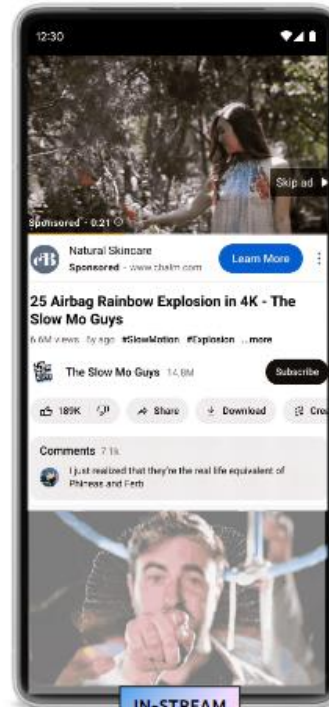 12:30
Skip ad
Sponsored · 0:21
Natural Skincare
Sponsored · www.chalm.com
Learn More
25 Airbag Rainbow Explosion in 4K - The
Slow Mo Guys
6.6M views 5y ago #SlowMotion #Explosion ...more
The Slow Mo Guys 14.8M
Subscribe
189K
Share
Download
Crea
Comments 7.1k
I just realized that they're the real life equivalent of
Phineas and Ferb
IN-STREAM